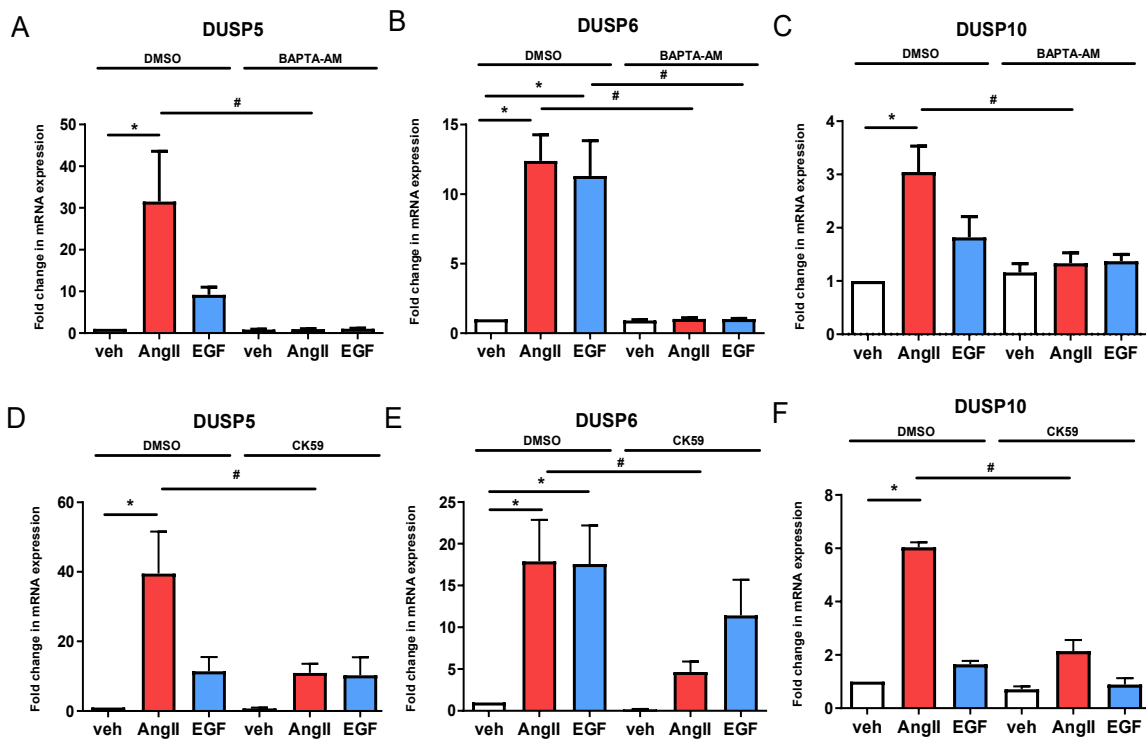 A
DUSP5
DMSO BAPTA-AM
#
*
Fold change in mRNA expression
50
40
30
20
10
0
veh AngII EGF veh AngII EGF
B
DUSP6
DMSO BAPTA-AM
#
* #
*
Fold change in mRNA expression
15
10
5
0
veh AngII EGF veh AngII EGF
C
DUSP10
DMSO BAPTA-AM
#
*
Fold change in mRNA expression
4
3
2
1
0
veh AngII EGF veh AngII EGF
D
DUSP5
DMSO CK59
#
*
Fold change in mRNA expression
60
40
20
0
veh AngII EGF veh AngII EGF
E
DUSP6
DMSO CK59
#
*
*
Fold change in mRNA expression
25
20
15
10
5
0
veh AngII EGF veh AngII EGF
F
DUSP10
DMSO CK59
#
*
Fold change in mRNA expression
8
6
4
2
0
veh AngII EGF veh AngII EGF